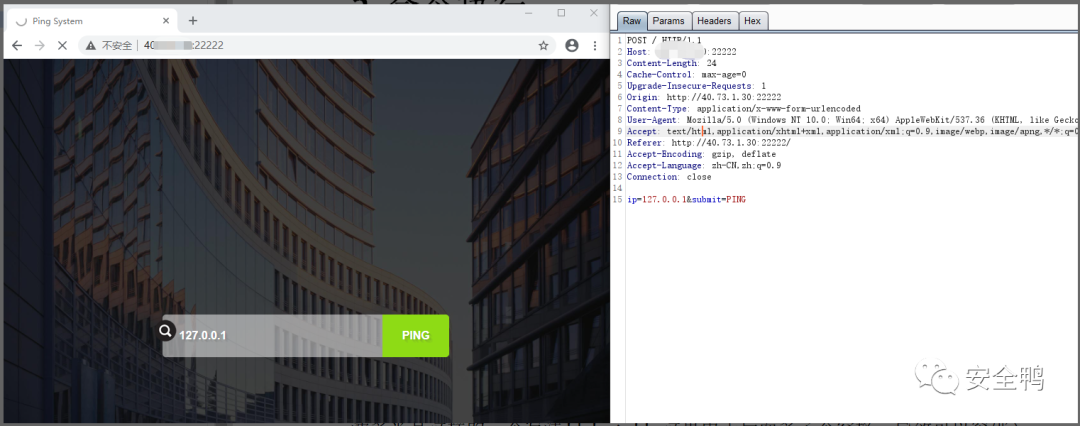 Ping System
不安全 40 :22222
127.0.0.1 PING
Raw Params Headers Hex
1 POST / HTTP/1.1
2 Host: :22222
3 Content-Length: 24
4 Cache-Control: max-age=0
5 Upgrade-Insecure-Requests: 1
6 Origin: http://40.73.1.30:22222
7 Content-Type: application/x-www-form-urlencoded
8 User-Agent: Mozilla/5.0 (Windows NT 10.0; Win64; x64) AppleWebKit/537.36 (KHTML, like Gecko
9 Accept: text/html,application/xhtml+xml,application/xml;q=0.9,image/webp,image/apng,*/*;q=0
10 Referer: http://40.73.1.30:22222/
11 Accept-Encoding: gzip, deflate
12 Accept-Language: zh-CN,zh;q=0.9
13 Connection: close
14
15 ip=127.0.0.1&submit=PING
安全鸭